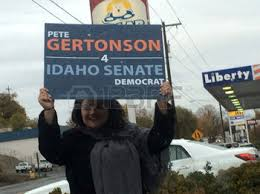 PETE
GERTONSON
4
IDAHO SENATE
DEMOCRAT
Liberty